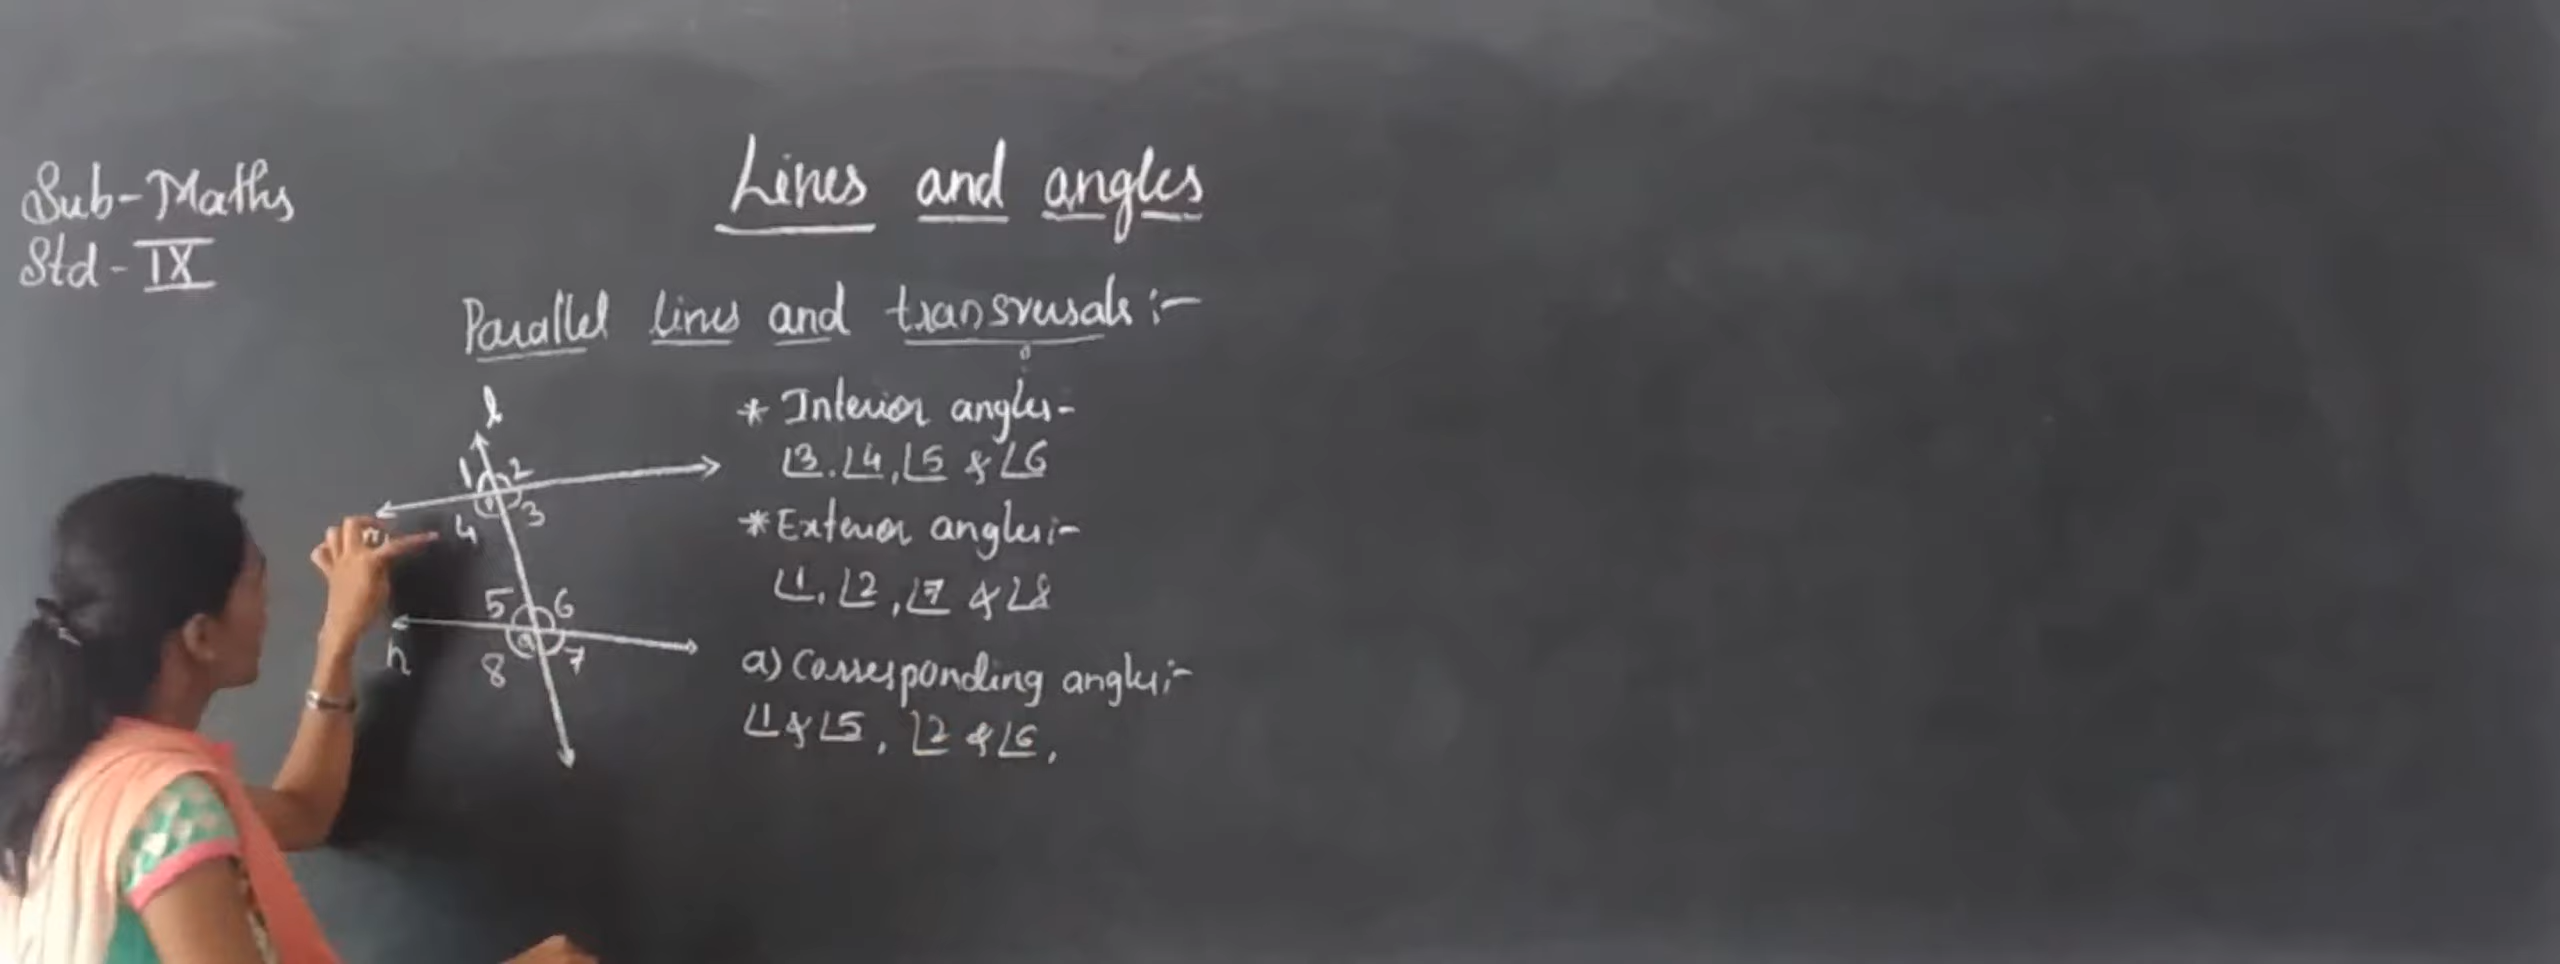 Sub-Maths
Std-IX
Lines and angles
Parallel lines and transversals:-
* Interior angles-
∠3, ∠4, ∠5 & ∠6
* Exterior angles:-
∠1, ∠2, ∠7 & ∠8
a) Corresponding angles:-
∠1 & ∠5, ∠2 & ∠6,
l
1 2
4 3
m
5 6
n
8 7